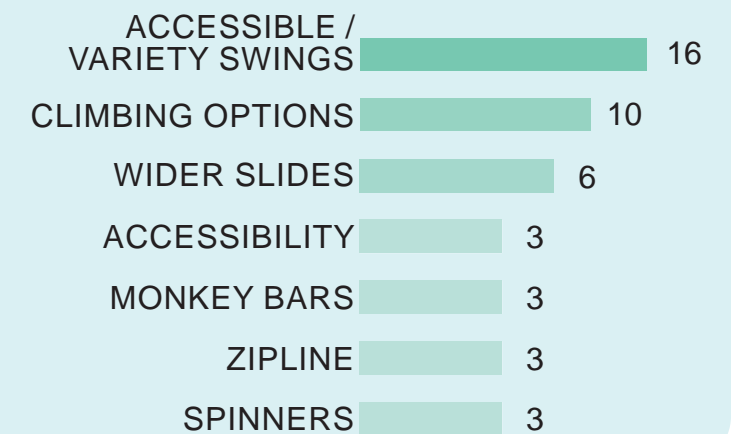 ACCESSIBLE /
VARIETY SWINGS 16
CLIMBING OPTIONS 10
WIDER SLIDES 6
ACCESSIBILITY 3
MONKEY BARS 3
ZIPLINE 3
SPINNERS 3